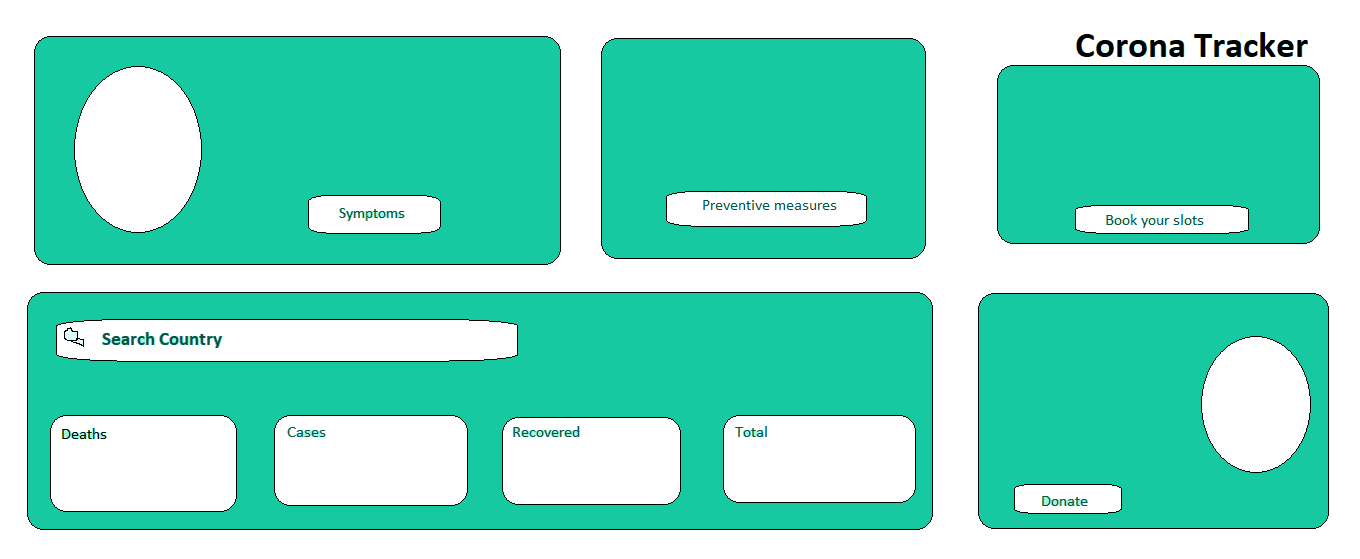 Corona Tracker
Symptoms
Preventive measures
Book your slots
Search Country
Deaths
Cases
Recovered
Total
Donate